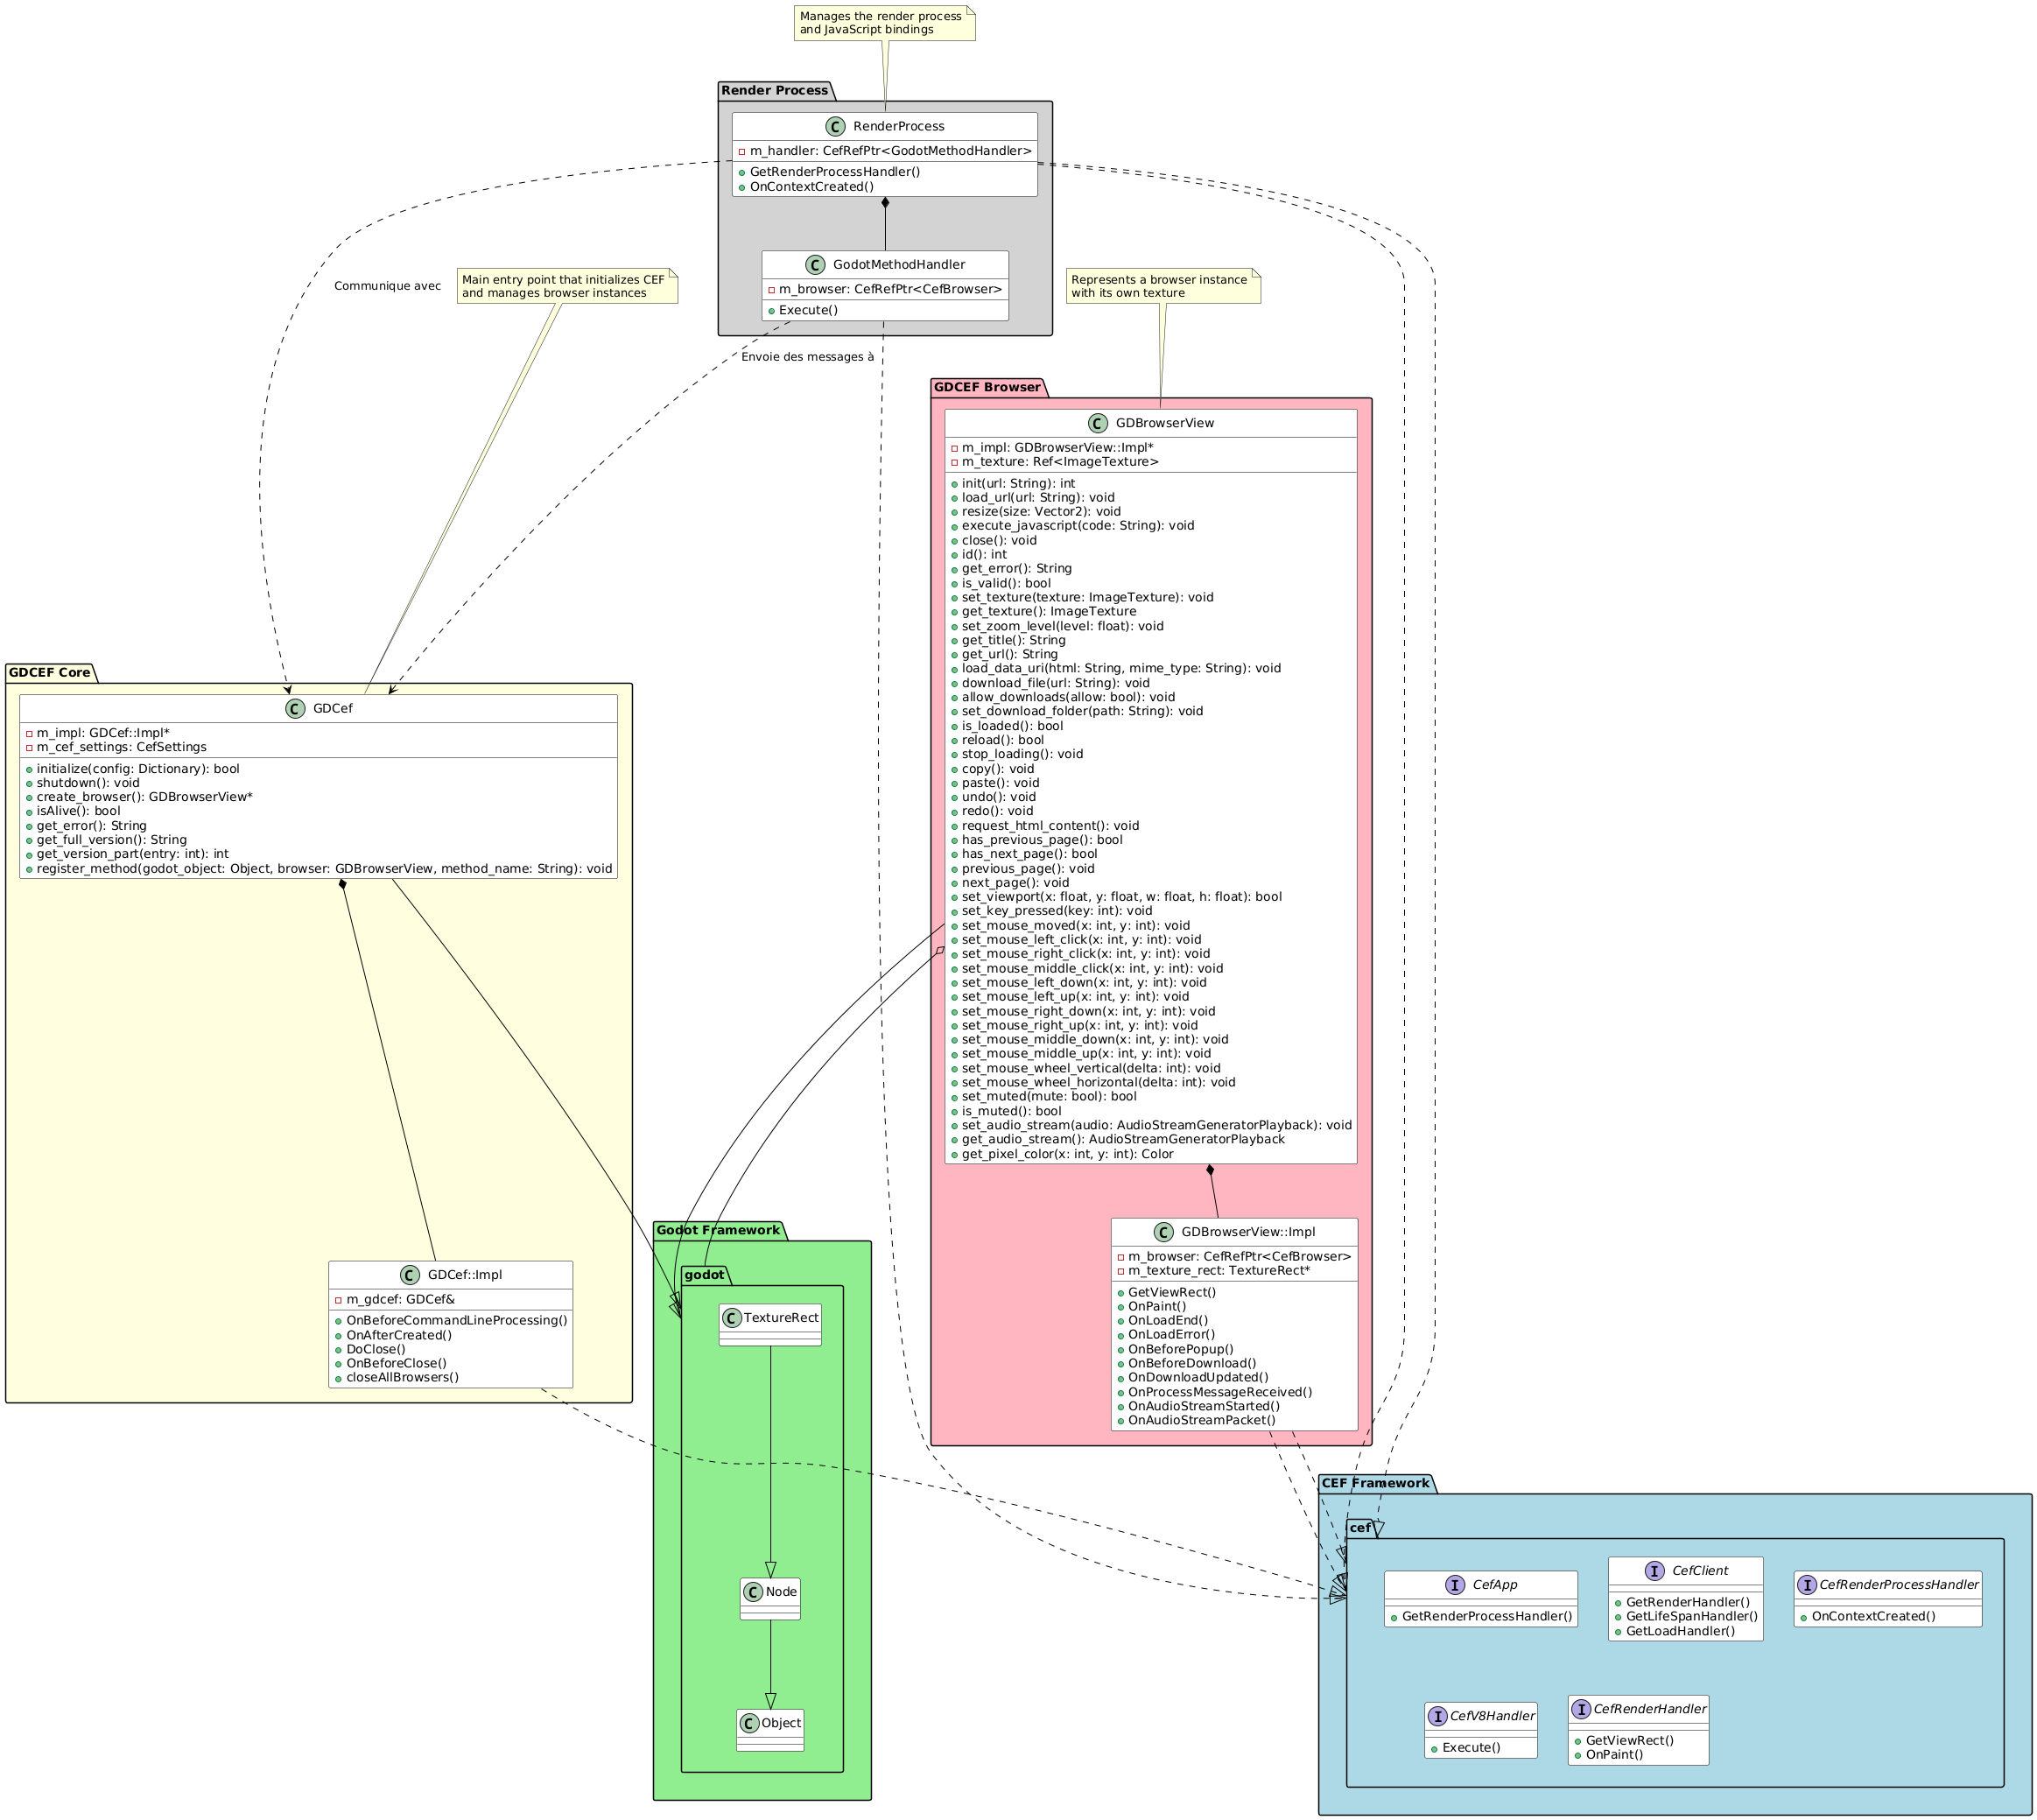 Manages the render process
and JavaScript bindings
Render Process
C RenderProcess
m_handler: CefRefPtr<GodotMethodHandler>
GetRenderProcessHandler()
OnContextCreated()
Communique avec
Main entry point that initializes CEF
and manages browser instances
C GodotMethodHandler
m_browser: CefRefPtr<CefBrowser>
Execute()
Represents a browser instance
with its own texture
Envoie des messages à
GDCEF Browser
C GDBrowserView
m_impl: GDBrowserView::Impl*
m_texture: Ref<ImageTexture>
init(url: String): int
load_url(url: String): void
resize(size: Vector2): void
execute_javascript(code: String): void
close(): void
id(): int
get_error(): String
is_valid(): bool
set_texture(texture: ImageTexture): void
get_texture(): ImageTexture
set_zoom_level(level: float): void
get_title(): String
get_url(): String
load_data_uri(html: String, mime_type: String): void
download_file(url: String): void
allow_downloads(allow: bool): void
set_download_folder(path: String): void
is_loaded(): bool
reload(): bool
stop_loading(): void
copy(): void
paste(): void
undo(): void
redo(): void
request_html_content(): void
has_previous_page(): bool
has_next_page(): bool
previous_page(): void
next_page(): void
set_viewport(x: float, y: float, w: float, h: float): bool
set_key_pressed(key: int): void
set_mouse_moved(x: int, y: int): void
set_mouse_left_click(x: int, y: int): void
set_mouse_right_click(x: int, y: int): void
set_mouse_middle_click(x: int, y: int): void
set_mouse_left_down(x: int, y: int): void
set_mouse_left_up(x: int, y: int): void
set_mouse_right_down(x: int, y: int): void
set_mouse_right_up(x: int, y: int): void
set_mouse_middle_down(x: int, y: int): void
set_mouse_middle_up(x: int, y: int): void
set_mouse_wheel_vertical(delta: int): void
set_mouse_wheel_horizontal(delta: int): void
set_muted(mute: bool): bool
is_muted(): bool
set_audio_stream(audio: AudioStreamGeneratorPlayback): void
get_audio_stream(): AudioStreamGeneratorPlayback
get_pixel_color(x: int, y: int): Color
GDCEF Core
C GDCef
m_impl: GDCef::Impl*
m_cef_settings: CefSettings
initialize(config: Dictionary): bool
shutdown(): void
create_browser(): GDBrowserView*
isAlive(): bool
get_error(): String
get_full_version(): String
get_version_part(entry: int): int
register_method(godot_object: Object, browser: GDBrowserView, method_name: String): void
C GDCef::Impl
m_gdcef: GDCef&
OnBeforeCommandLineProcessing()
OnAfterCreated()
DoClose()
OnBeforeClose()
closeAllBrowsers()
Godot Framework
godot
C TextureRect
C Node
C Object
C GDBrowserView::Impl
m_browser: CefRefPtr<CefBrowser>
m_texture_rect: TextureRect*
GetViewRect()
OnPaint()
OnLoadEnd()
OnLoadError()
OnBeforePopup()
OnBeforeDownload()
OnDownloadUpdated()
OnProcessMessageReceived()
OnAudioStreamStarted()
OnAudioStreamPacket()
CEF Framework
cef
I CefApp
GetRenderProcessHandler()
I CefClient
GetRenderHandler()
GetLifeSpanHandler()
GetLoadHandler()
I CefRenderProcessHandler
OnContextCreated()
I CefV8Handler
Execute()
I CefRenderHandler
GetViewRect()
OnPaint()